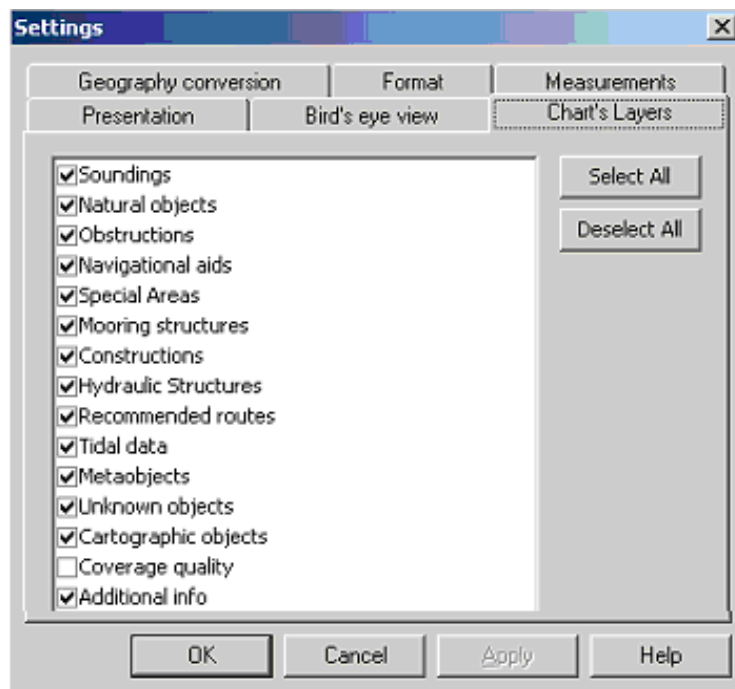 Settings
Geography conversion Format Measurements
Presentation Bird's eye view Chart's Layers
Soundings
Natural objects
Obstructions
Navigational aids
Special Areas
Mooring structures
Constructions
Hydraulic Structures
Recommended routes
Tidal data
Metaobjects
Unknown objects
Cartographic objects
Coverage quality
Additional info
Select All
Deselect All
OK Cancel Apply Help